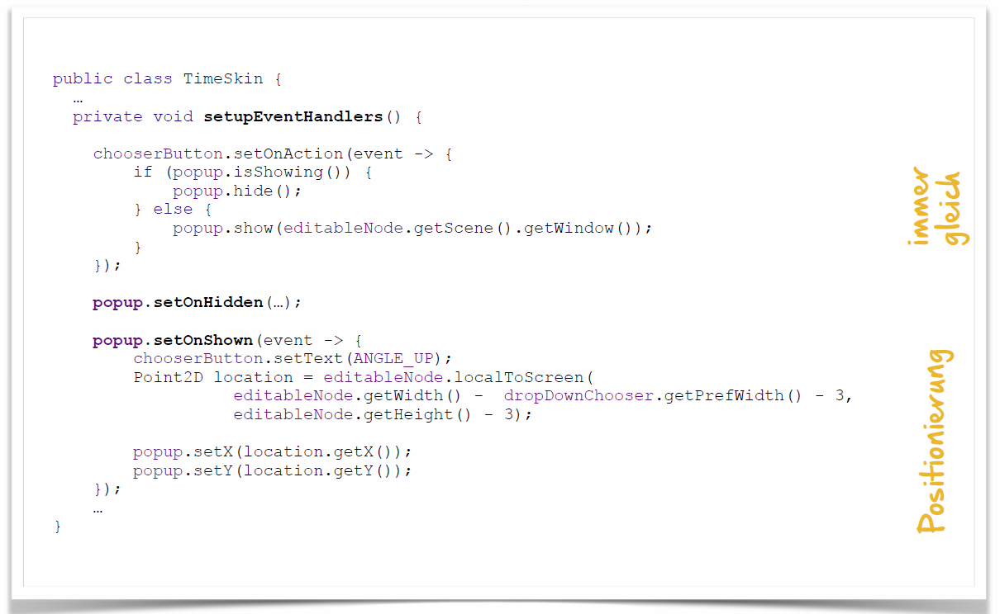 public class TimeSkin {
…
private void setupEventHandlers() {
chooserButton.setOnAction(event -> {
if (popup.isShowing()) {
popup.hide();
} else {
popup.show(editableNode.getScene().getWindow());
}
});
popup.setOnHidden(…);
popup.setOnShown(event -> {
chooserButton.setText(ANGLE_UP);
Point2D location = editableNode.localToScreen(
editableNode.getWidth() - dropDownChooser.getPrefWidth() - 3,
editableNode.getHeight() - 3);
popup.setX(location.getX());
popup.setY(location.getY());
});
…
}
immer
gleich
Positionierung